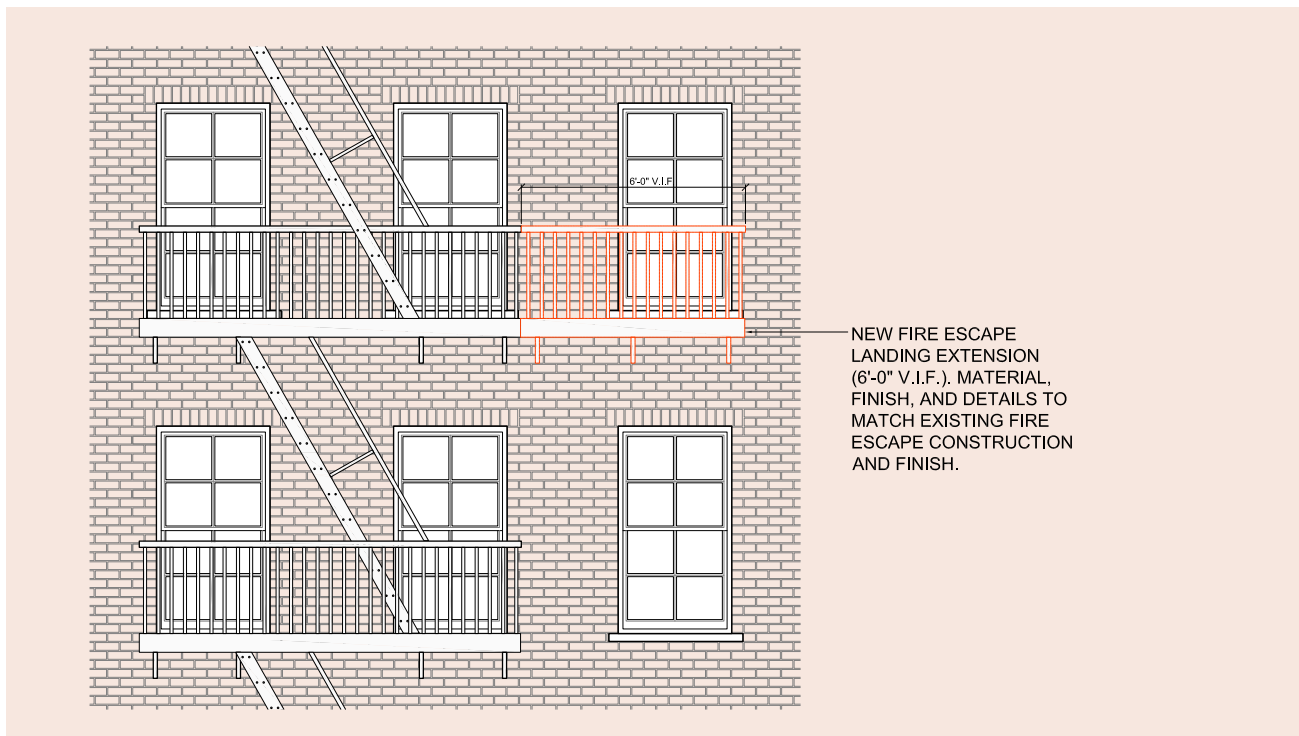 6'-0" V.I.F
NEW FIRE ESCAPE
LANDING EXTENSION
(6'-0" V.I.F.). MATERIAL,
FINISH, AND DETAILS TO
MATCH EXISTING FIRE
ESCAPE CONSTRUCTION
AND FINISH.